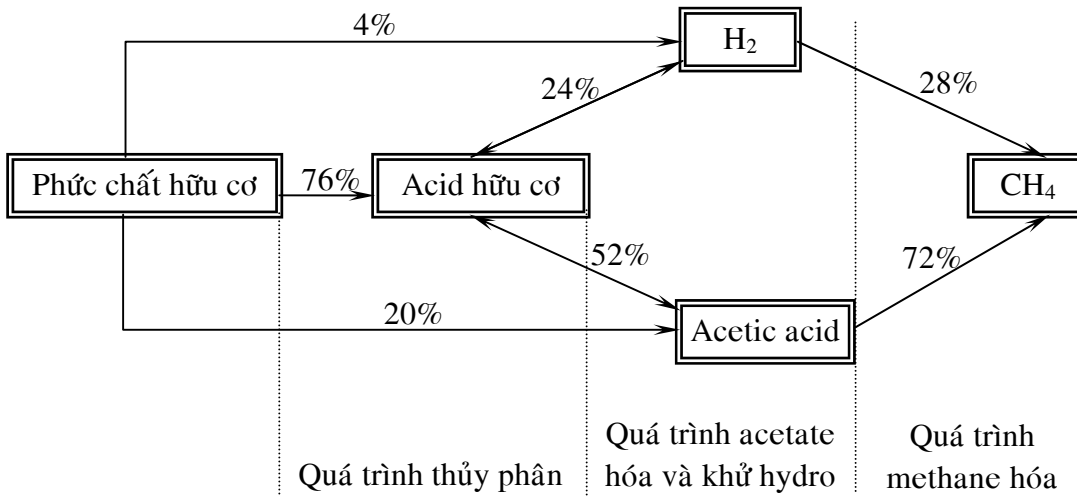 4%
H₂
24%
28%
Phức chất hữu cơ
76%
Acid hữu cơ
CH₄
52%
72%
20%
Acetic acid
Quá trình thủy phân
Quá trình acetate
hóa và khử hydro
Quá trình
methane hóa